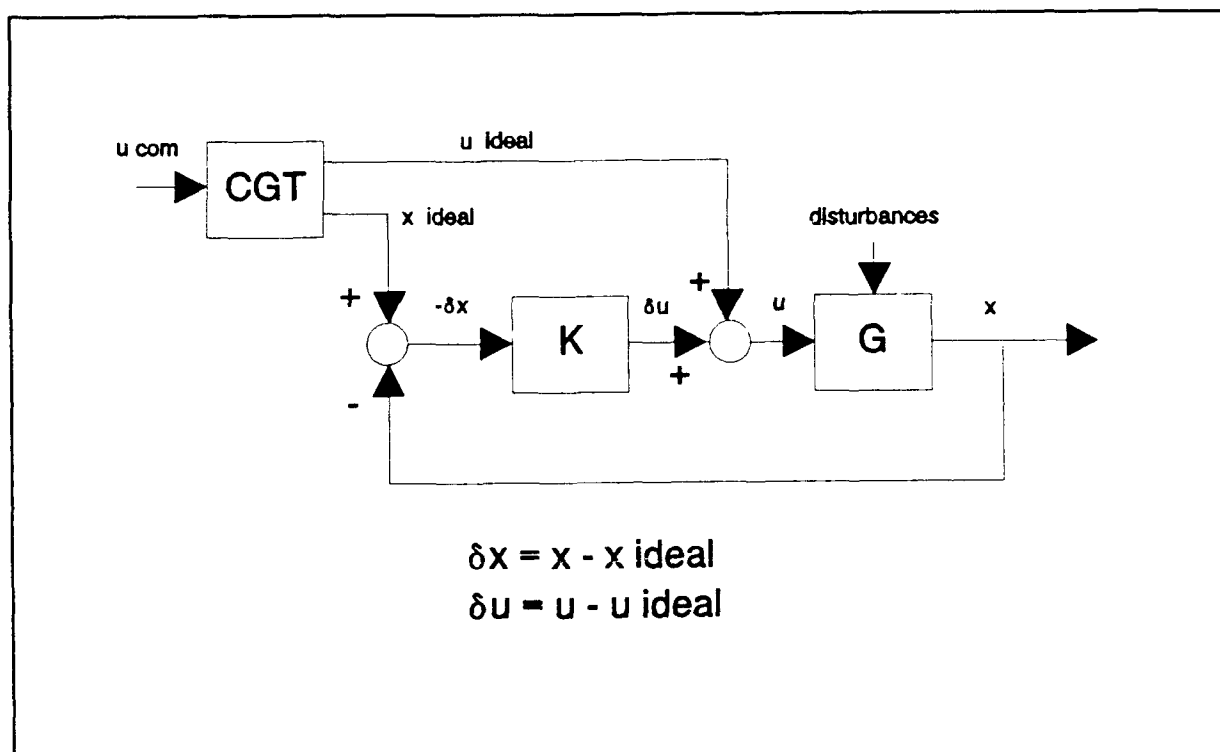 u com
CGT
u ideal
x ideal
disturbances
+
-δx
K
δu
+
u
G
x
+
-
δx = x - x ideal
δu = u - u ideal